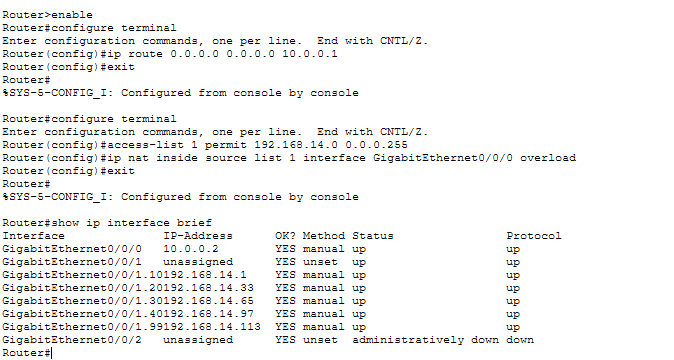 Router>enable
Router#configure terminal
Enter configuration commands, one per line.  End with CNTL/Z.
Router(config)#ip route 0.0.0.0 0.0.0.0 10.0.0.1
Router(config)#exit
Router#
%SYS-5-CONFIG_I: Configured from console by console

Router#configure terminal
Enter configuration commands, one per line.  End with CNTL/Z.
Router(config)#access-list 1 permit 192.168.14.0 0.0.0.255
Router(config)#ip nat inside source list 1 interface GigabitEthernet0/0/0 overload
Router(config)#exit
Router#
%SYS-5-CONFIG_I: Configured from console by console

Router#show ip interface brief
Interface              IP-Address      OK? Method Status                Protocol
GigabitEthernet0/0/0   10.0.0.2        YES manual up                    up
GigabitEthernet0/0/1   unassigned      YES unset  up                    up
GigabitEthernet0/0/1.10192.168.14.1    YES manual up                    up
GigabitEthernet0/0/1.20192.168.14.33   YES manual up                    up
GigabitEthernet0/0/1.30192.168.14.65   YES manual up                    up
GigabitEthernet0/0/1.40192.168.14.97   YES manual up                    up
GigabitEthernet0/0/1.99192.168.14.113  YES manual up                    up
GigabitEthernet0/0/2   unassigned      YES unset  administratively down down
Router#